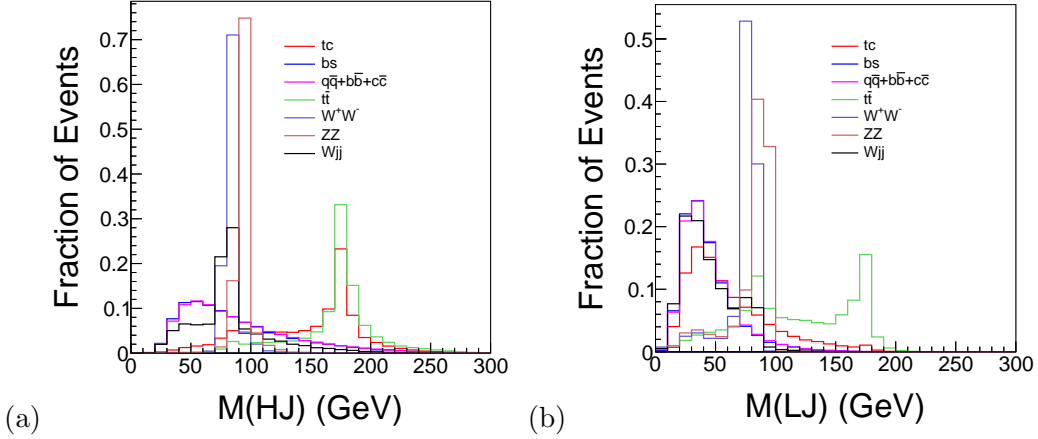 Fraction of Events
0.7
0.6
0.5
0.4
0.3
0.2
0.1
0
tc
bs
qq̅+bb̅+cc̅
tt̅
W⁺W⁻
ZZ
Wjj
0 50 100 150 200 250 300
M(HJ) (GeV)
(a)
Fraction of Events
0.5
0.4
0.3
0.2
0.1
0
tc
bs
qq̅+bb̅+cc̅
tt̅
W⁺W⁻
ZZ
Wjj
0 50 100 150 200 250 300
M(LJ) (GeV)
(b)